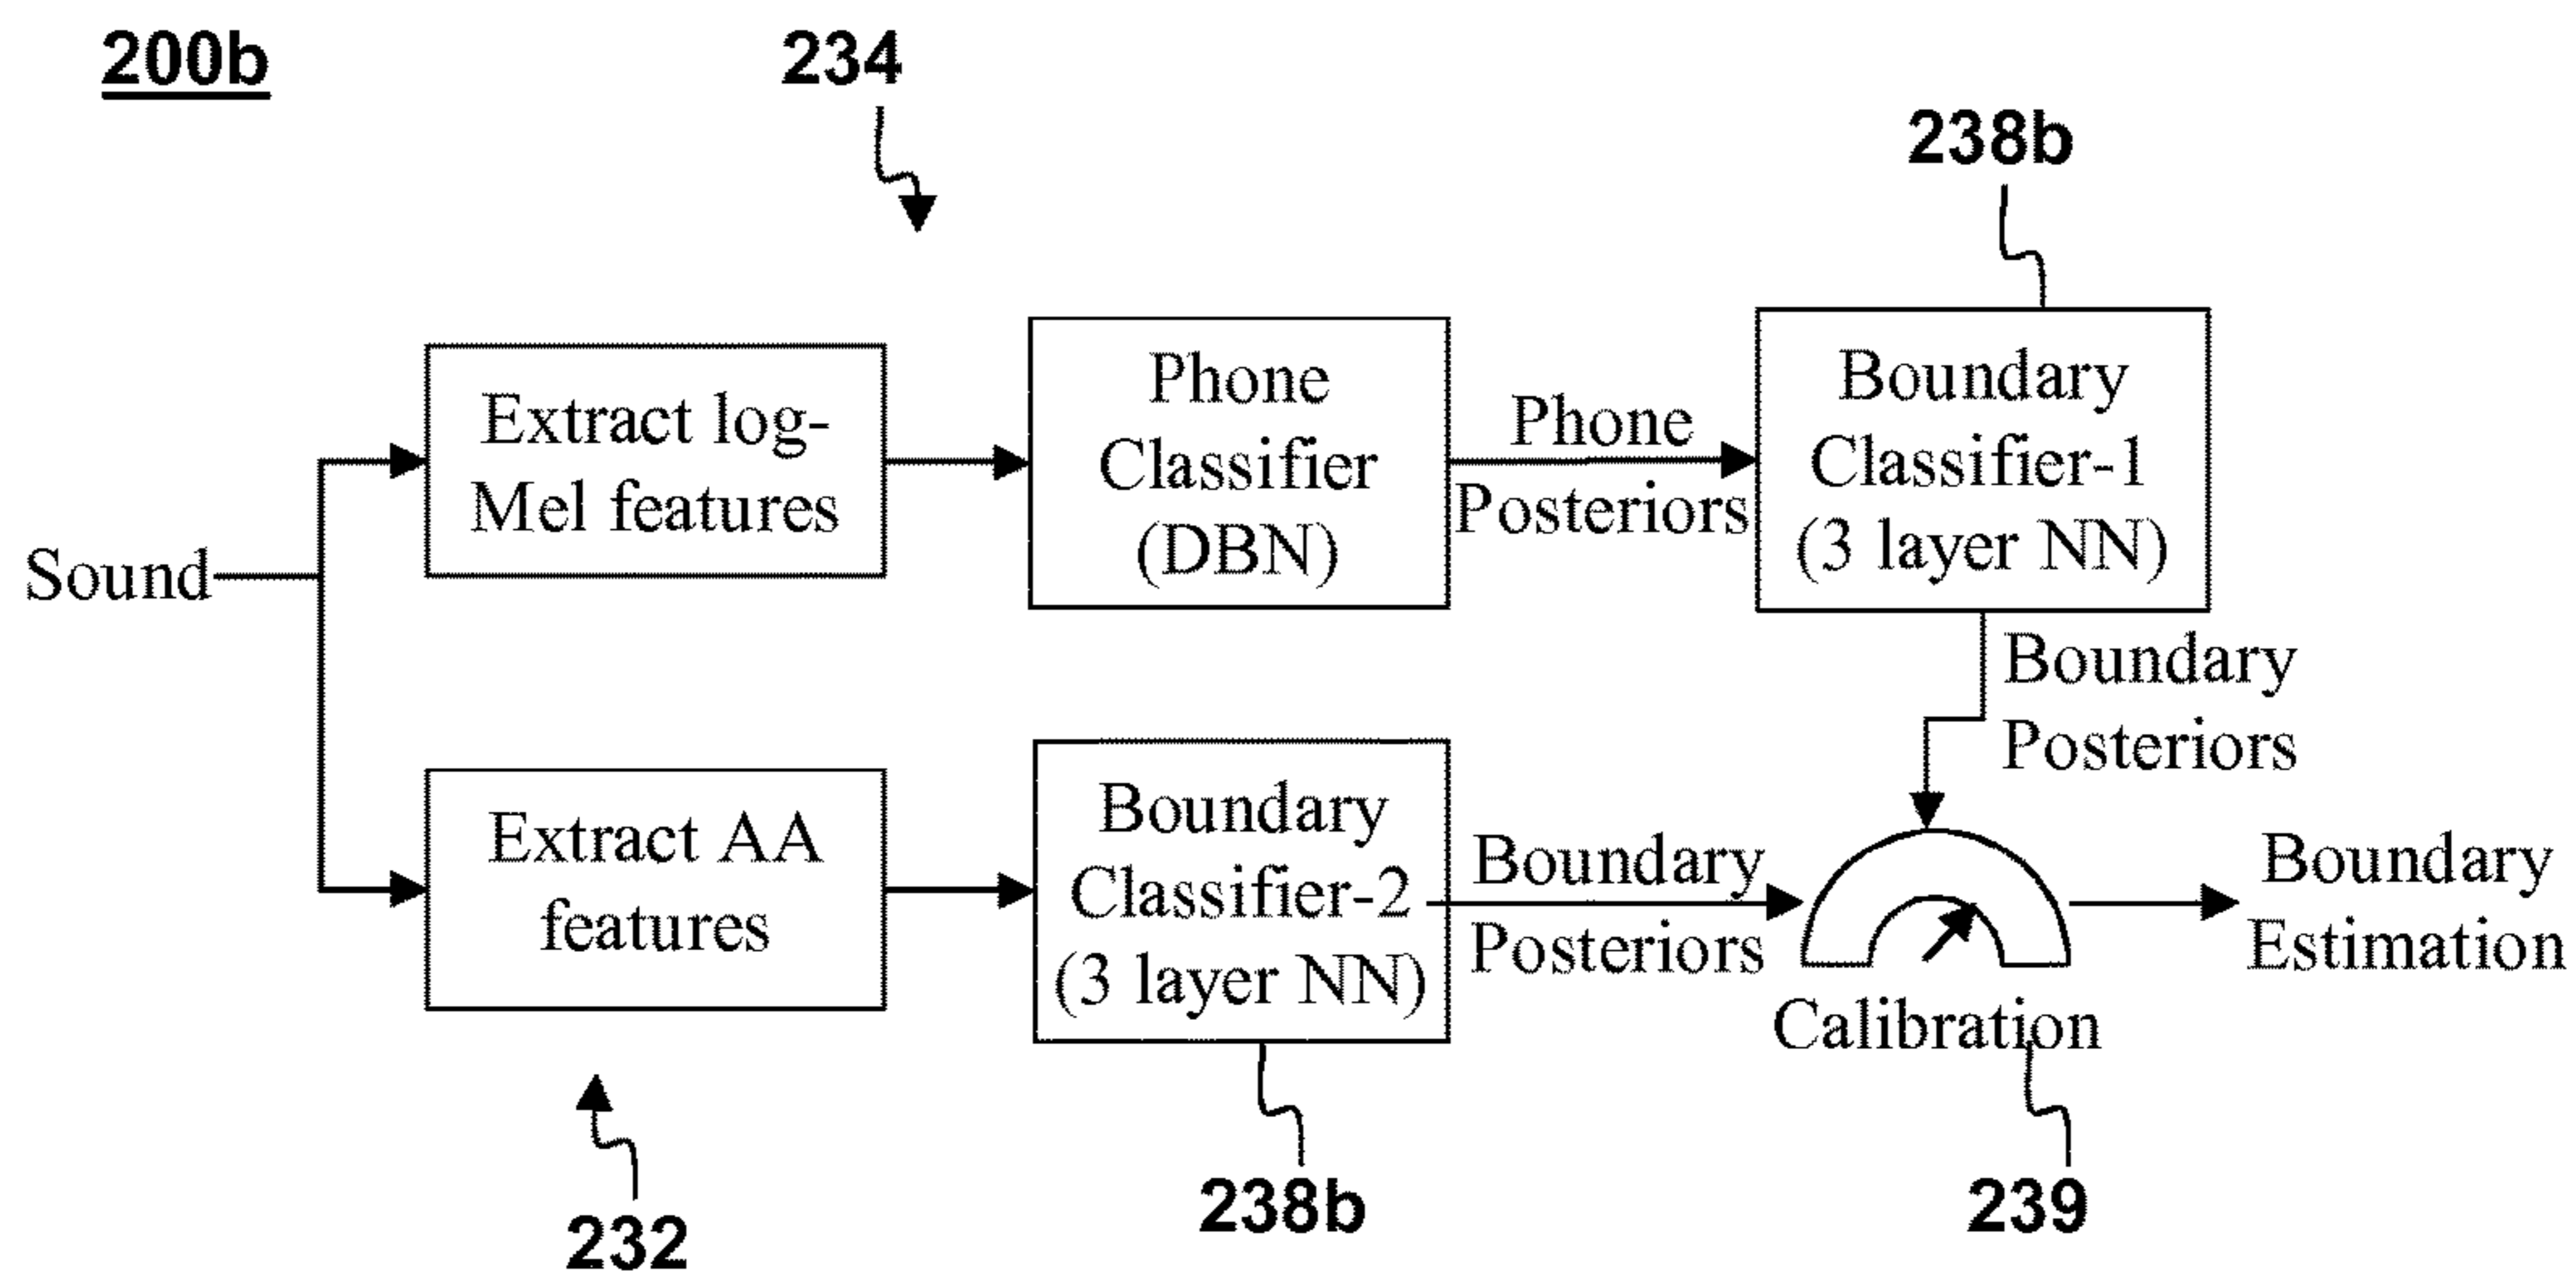 200b
234
238b
Extract log-
Mel features
Phone
Classifier
(DBN)
Phone
Posteriors
Boundary
Classifier-1
(3 layer NN)
Sound
Boundary
Posteriors
Extract AA
features
Boundary
Classifier-2
(3 layer NN)
Boundary
Posteriors
Calibration
Boundary
Estimation
232
238b
239